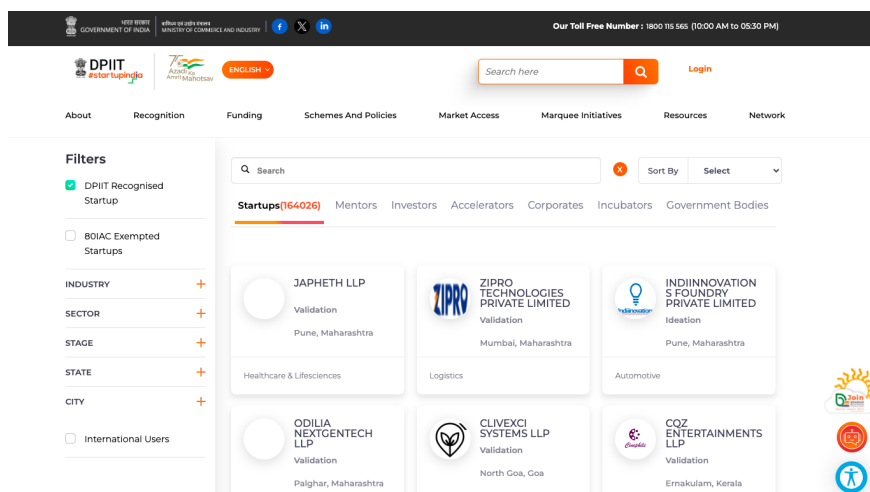 भारत सरकार
GOVERNMENT OF INDIA
वाणिज्य एवं उद्योग मंत्रालय
MINISTRY OF COMMERCE AND INDUSTRY
Our Toll Free Number : 1800 115 565 (10:00 AM to 05:30 PM)
DPIIT
#startupindia
Azadi Ka
Amrit Mahotsav
ENGLISH
Search here
Login
About
Recognition
Funding
Schemes And Policies
Market Access
Marquee Initiatives
Resources
Network
Filters
DPIIT Recognised
Startup
80IAC Exempted
Startups
INDUSTRY
SECTOR
STAGE
STATE
CITY
International Users
Search
X
Sort By
Select
Startups(164026)
Mentors
Investors
Accelerators
Corporates
Incubators
Government Bodies
JAPHETH LLP
Validation
Pune, Maharashtra
Healthcare & Lifesciences
ZIPRO
ZIPRO
TECHNOLOGIES
PRIVATE LIMITED
Validation
Mumbai, Maharashtra
Logistics
Indiinnovation
INDIINNOVATION
S FOUNDRY
PRIVATE LIMITED
Ideation
Pune, Maharashtra
Automotive
ODILIA
NEXTGENTECH
LLP
Validation
Palghar, Maharashtra
CLIVEXCI
SYSTEMS LLP
Validation
North Goa, Goa
CQZ
ENTERTAINMENTS
LLP
Validation
Ernakulam, Kerala
Join